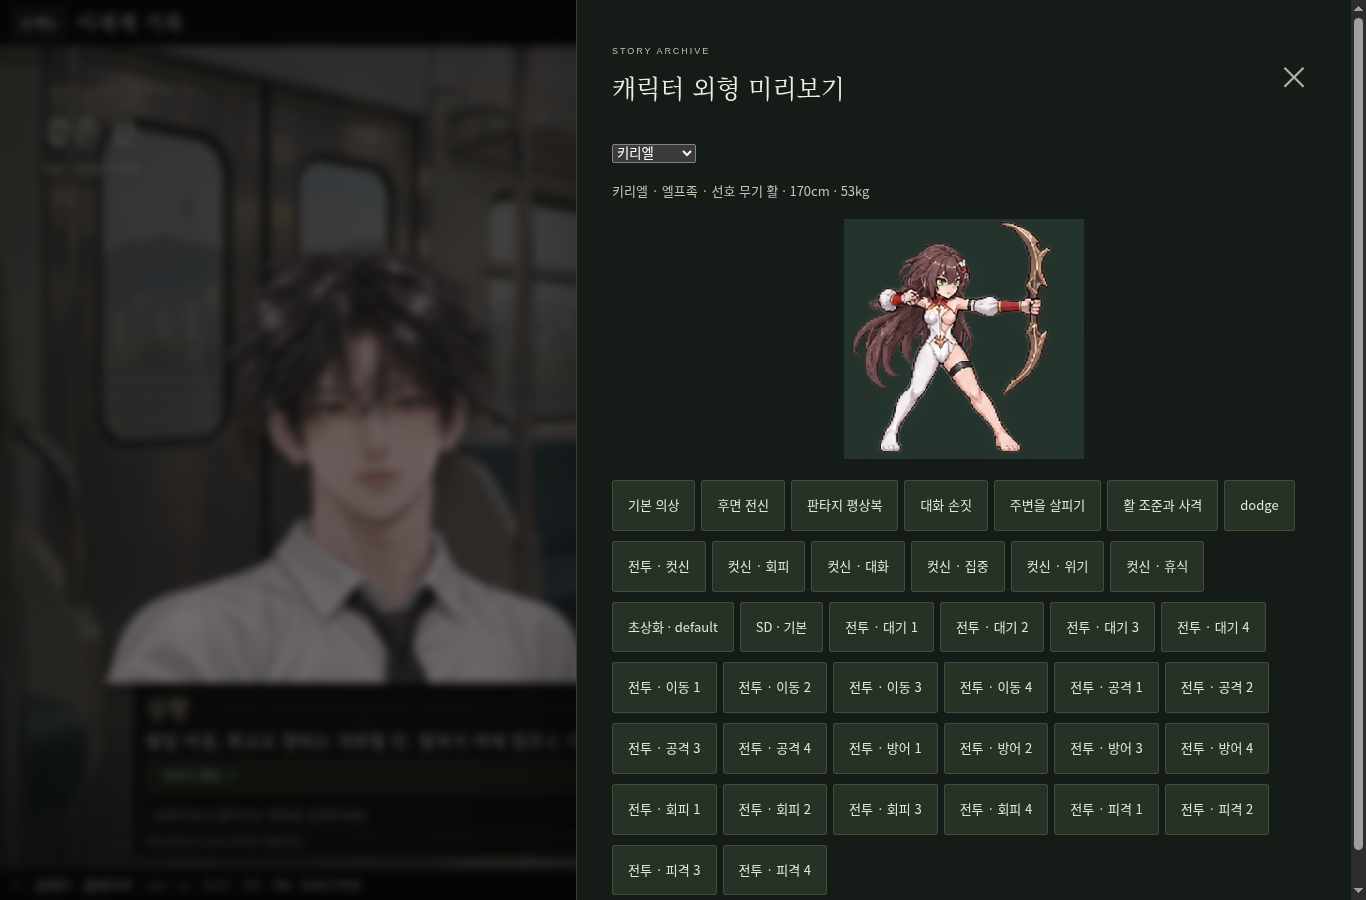 STORY ARCHIVE
캐릭터 외형 미리보기
키리엘
키리엘 · 엘프족 · 선호 무기 활 · 170cm · 53kg
기본 의상 후면 전신 판타지 평상복 대화 손짓 주변을 살피기 활 조준과 사격 dodge
전투 · 컷신 컷신 · 회피 컷신 · 대화 컷신 · 집중 컷신 · 위기 컷신 · 휴식
초상화 · default SD · 기본 전투 · 대기 1 전투 · 대기 2 전투 · 대기 3 전투 · 대기 4
전투 · 이동 1 전투 · 이동 2 전투 · 이동 3 전투 · 이동 4 전투 · 공격 1 전투 · 공격 2
전투 · 공격 3 전투 · 공격 4 전투 · 방어 1 전투 · 방어 2 전투 · 방어 3 전투 · 방어 4
전투 · 회피 1 전투 · 회피 2 전투 · 회피 3 전투 · 회피 4 전투 · 피격 1 전투 · 피격 2
전투 · 피격 3 전투 · 피격 4